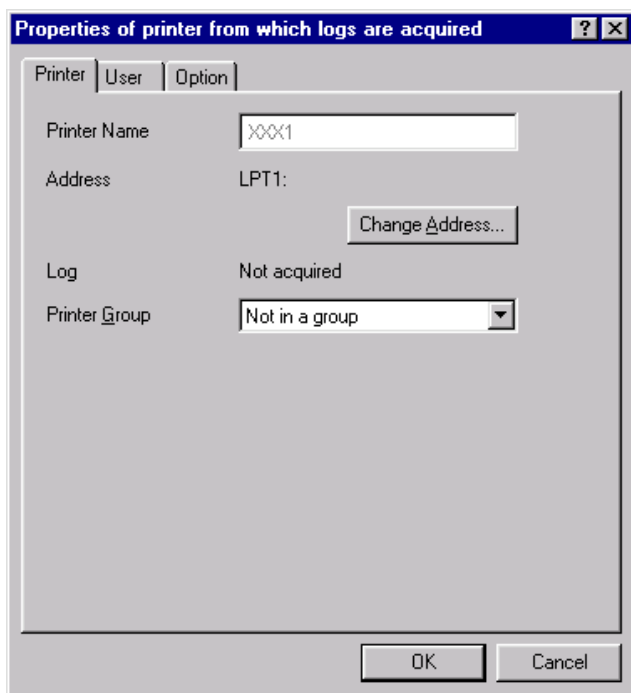 Properties of printer from which logs are acquired
Printer User Option
Printer Name XXX1
Address LPT1:
Change Address...
Log Not acquired
Printer Group Not in a group
OK Cancel